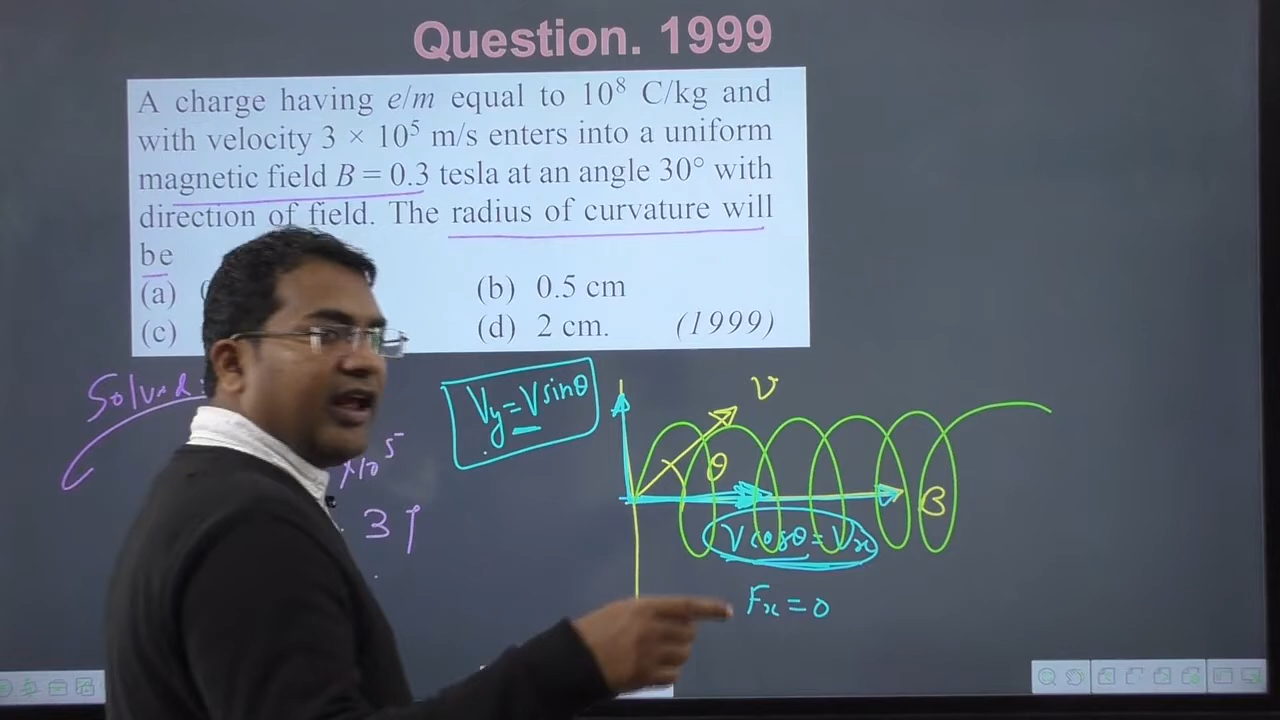 Question. 1999
A charge having e/m equal to 10⁸ C/kg and
with velocity 3 × 10⁵ m/s enters into a uniform
magnetic field B = 0.3 tesla at an angle 30° with
direction of field. The radius of curvature will
be
(a)
(b) 0.5 cm
(c)
(d) 2 cm. (1999)
Vy = V sinθ
×10⁵
3
V
θ
B
V cosθ = Vx
Fx = 0